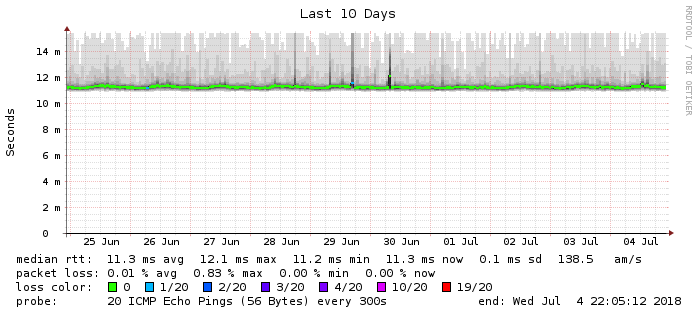 Last 10 Days
RRDTOOL / TOBI OETIKER
Seconds
14 m
12 m
10 m
8 m
6 m
4 m
2 m
0
25 Jun 26 Jun 27 Jun 28 Jun 29 Jun 30 Jun 01 Jul 02 Jul 03 Jul 04 Jul
median rtt: 11.3 ms avg 12.1 ms max 11.2 ms min 11.3 ms now 0.1 ms sd 138.5 am/s
packet loss: 0.01 % avg 0.83 % max 0.00 % min 0.00 % now
loss color: 0 1/20 2/20 3/20 4/20 10/20 19/20
probe: 20 ICMP Echo Pings (56 Bytes) every 300s end: Wed Jul 4 22:05:12 2018